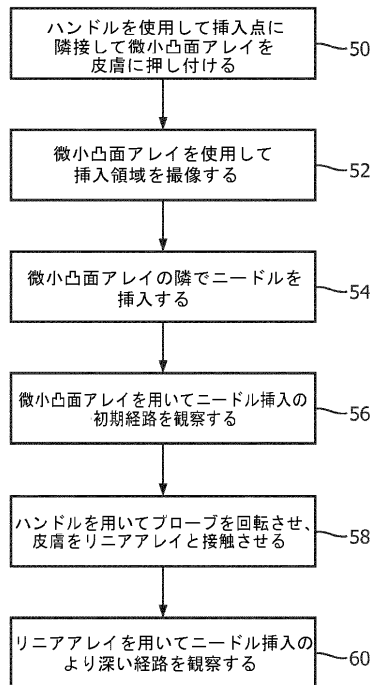 ハンドルを使用して挿入点に
隣接して微小凸面アレイを
皮膚に押し付ける
50
微小凸面アレイを使用して
挿入領域を撮像する
52
微小凸面アレイの隣でニードルを
挿入する
54
微小凸面アレイを用いてニードル挿入の
初期経路を観察する
56
ハンドルを用いてプローブを回転させ、
皮膚をリニアアレイと接触させる
58
リニアアレイを用いてニードル挿入の
より深い経路を観察する
60